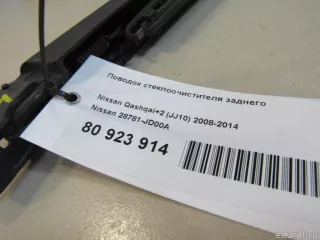 Поводок стеклоочистителя заднего
Nissan Qashqai+2 (JJ10) 2008-2014
Nissan 28781-JD00A
80 923 914